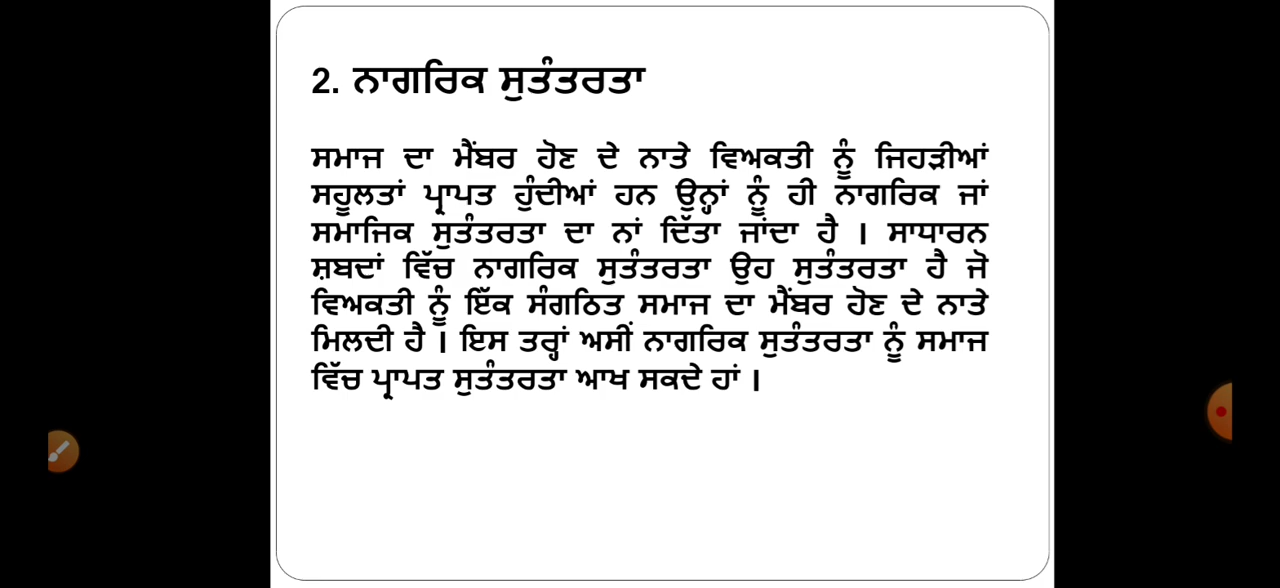 2. ਨਾਗਰਿਕ ਸੁਤੰਤਰਤਾ
ਸਮਾਜ ਦਾ ਮੈਂਬਰ ਹੋਣ ਦੇ ਨਾਤੇ ਵਿਅਕਤੀ ਨੂੰ ਜਿਹੜੀਆਂ
ਸਹੂਲਤਾਂ ਪ੍ਰਾਪਤ ਹੁੰਦੀਆਂ ਹਨ ਉਨ੍ਹਾਂ ਨੂੰ ਹੀ ਨਾਗਰਿਕ ਜਾਂ
ਸਮਾਜਿਕ ਸੁਤੰਤਰਤਾ ਦਾ ਨਾਂ ਦਿੱਤਾ ਜਾਂਦਾ ਹੈ । ਸਾਧਾਰਨ
ਸ਼ਬਦਾਂ ਵਿੱਚ ਨਾਗਰਿਕ ਸੁਤੰਤਰਤਾ ਉਹ ਸੁਤੰਤਰਤਾ ਹੈ ਜੋ
ਵਿਅਕਤੀ ਨੂੰ ਇੱਕ ਸੰਗਠਿਤ ਸਮਾਜ ਦਾ ਮੈਂਬਰ ਹੋਣ ਦੇ ਨਾਤੇ
ਮਿਲਦੀ ਹੈ । ਇਸ ਤਰ੍ਹਾਂ ਅਸੀਂ ਨਾਗਰਿਕ ਸੁਤੰਤਰਤਾ ਨੂੰ ਸਮਾਜ
ਵਿੱਚ ਪ੍ਰਾਪਤ ਸੁਤੰਤਰਤਾ ਆਖ ਸਕਦੇ ਹਾਂ ।